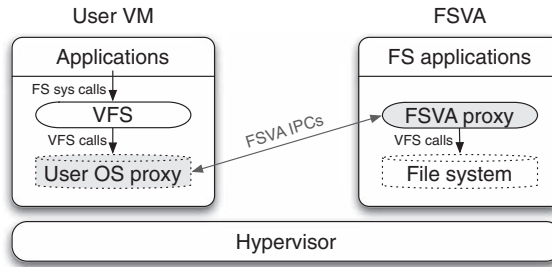 User VM
FSVA
Applications
FS applications
FS sys calls
VFS
FSVA IPCs
FSVA proxy
VFS calls
VFS calls
User OS proxy
File system
Hypervisor